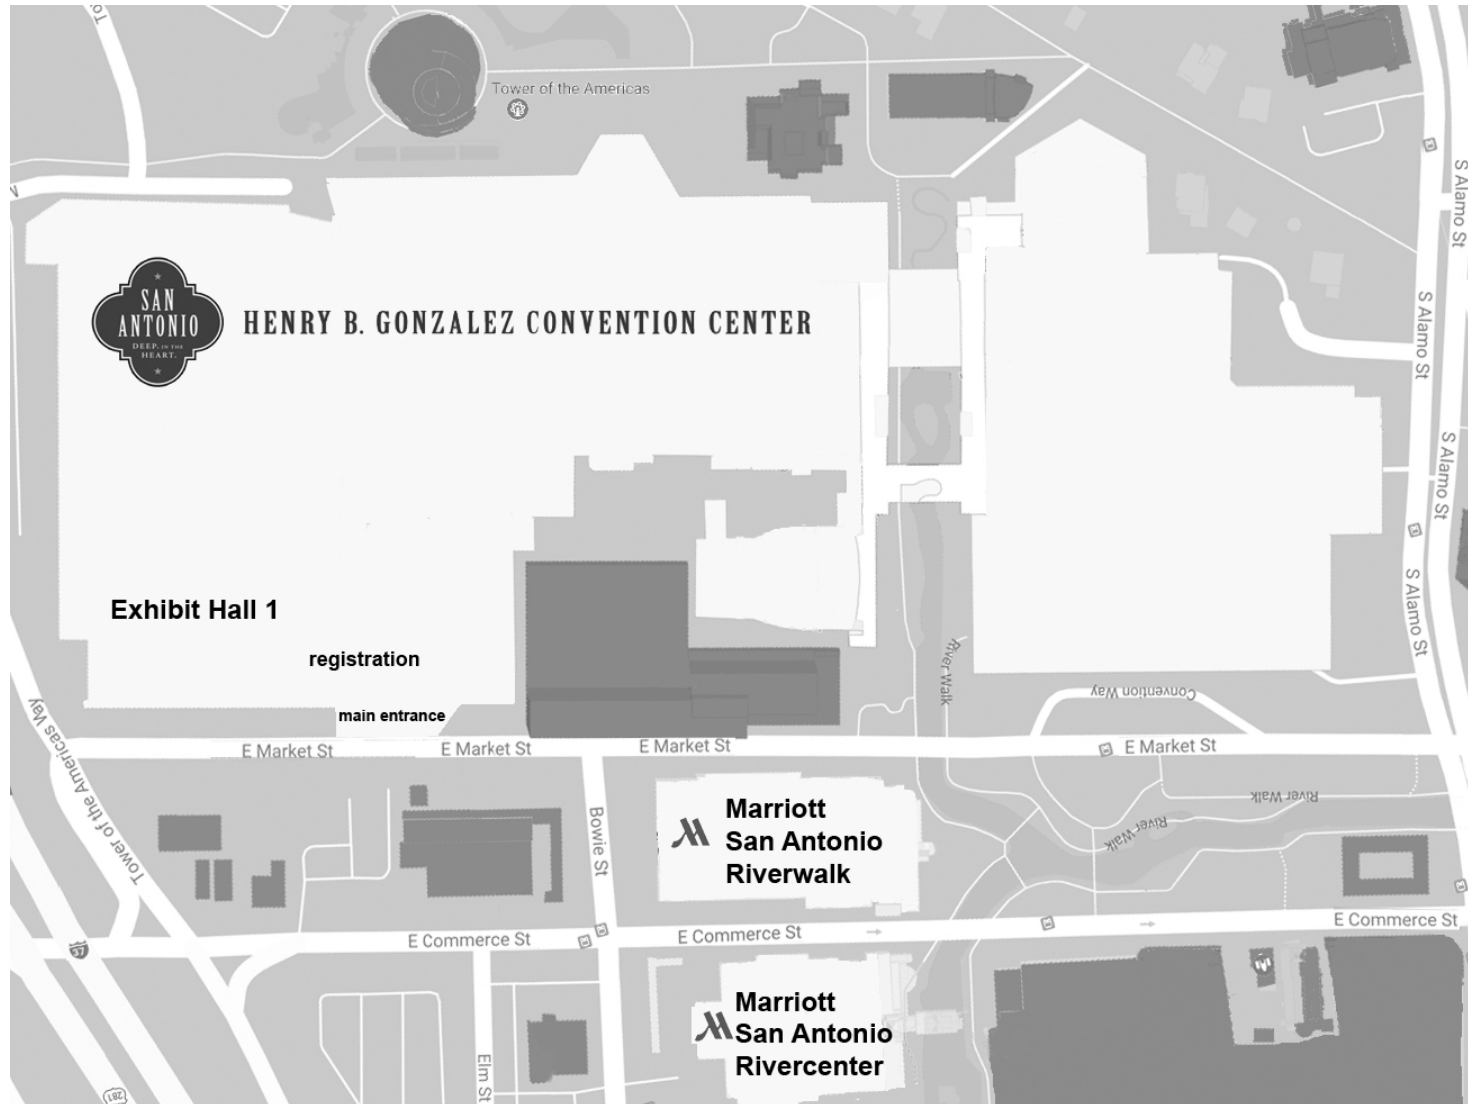 Tower of the Americas
S Alamo St
S Alamo St
S Alamo St
S Alamo St
S Alamo St
SAN
ANTONIO
DEEP. IN THE
HEART.
HENRY B. GONZALEZ CONVENTION CENTER
Exhibit Hall 1
registration
main entrance
River Walk
Convention Way
E Market St
E Market St
E Market St
E Market St
Tower of the Americas Way
Bowie St
Marriott
San Antonio
Riverwalk
River Walk
River Walk
E Commerce St
E Commerce St
E Commerce St
Marriott
San Antonio
Rivercenter
Elm St
281